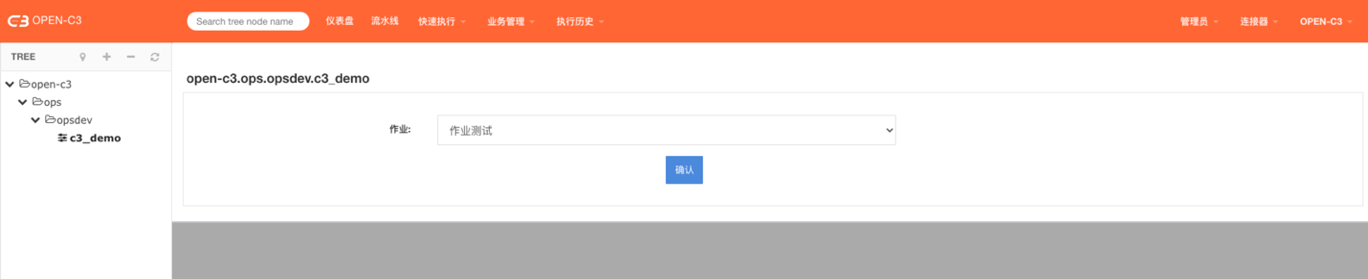 C3 OPEN-C3 Search tree node name 仪表盘 流水线 快速执行 业务管理 执行历史 管理员 连接器 OPEN-C3
TREE
open-c3
ops
opsdev
c3_demo
open-c3.ops.opsdev.c3_demo
作业: 作业测试
确认